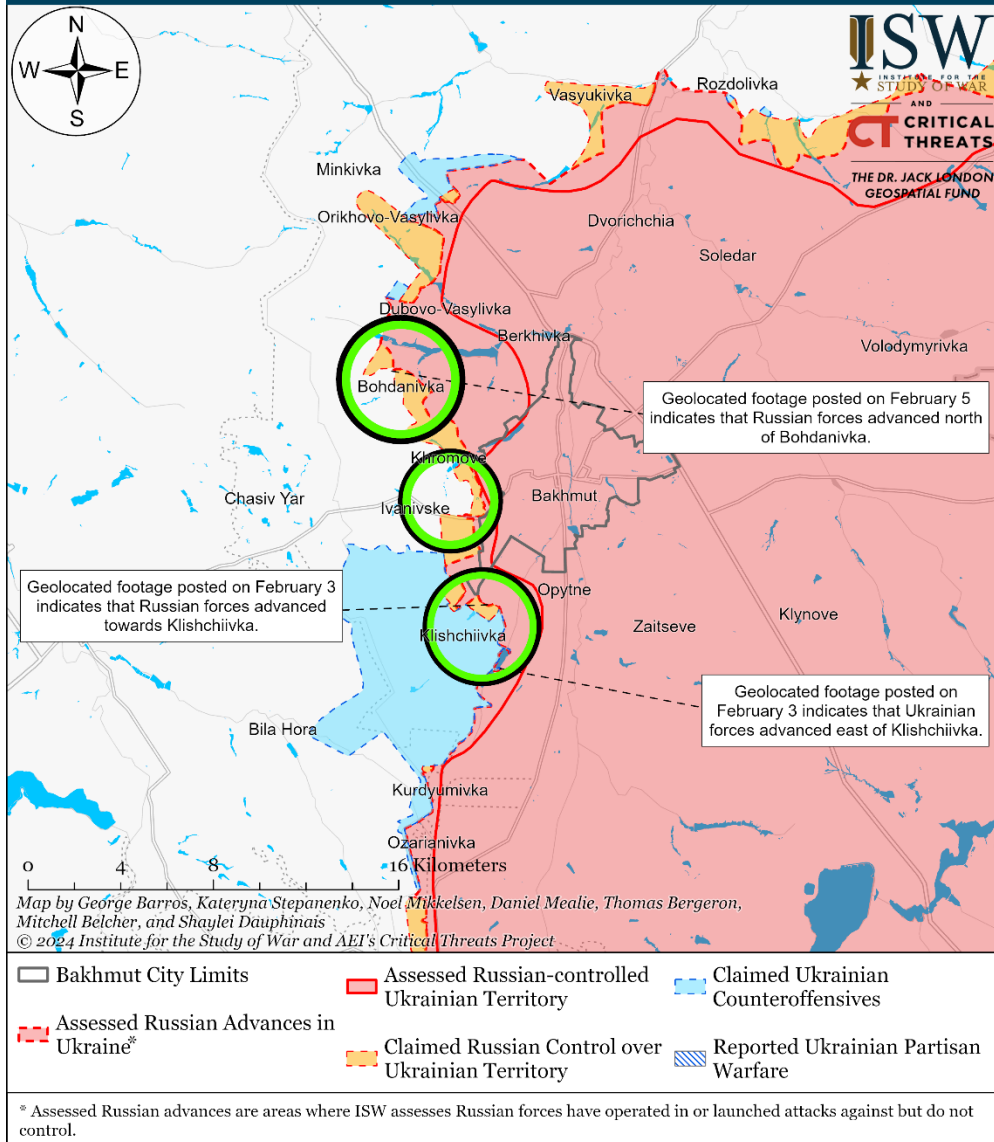 N
W E
S
ISW
INSTITUTE FOR THE
STUDY OF WAR
AND
CT CRITICAL
THREATS
THE DR. JACK LONDON
GEOSPATIAL FUND
Vasyukivka
Rozdolivka
Minkivka
Orikhovo-Vasylivka
Dvorichchia
Soledar
Dubovo-Vasylivka
Berkhivka
Volodymyrivka
Bohdanivka
Geolocated footage posted on February 5
indicates that Russian forces advanced north
of Bohdanivka.
Khromove
Chasiv Yar
Ivanivske
Bakhmut
Geolocated footage posted on February 3
indicates that Russian forces advanced
towards Klishchiivka.
Opytne
Klishchiivka
Zaitseve
Klynove
Geolocated footage posted on
February 3 indicates that Ukrainian
forces advanced east of Klishchiivka.
Bila Hora
Kurdyumivka
Ozarianivka
0 4 8 16 Kilometers
Map by George Barros, Kateryna Stepanenko, Noel Mikkelsen, Daniel Mealie, Thomas Bergeron,
Mitchell Belcher, and Shaylei Dauphinais
© 2024 Institute for the Study of War and AEI's Critical Threats Project
Bakhmut City Limits
Assessed Russian Advances in
Ukraine*
Assessed Russian-controlled
Ukrainian Territory
Claimed Russian Control over
Ukrainian Territory
Claimed Ukrainian
Counteroffensives
Reported Ukrainian Partisan
Warfare
* Assessed Russian advances are areas where ISW assesses Russian forces have operated in or launched attacks against but do not
control.